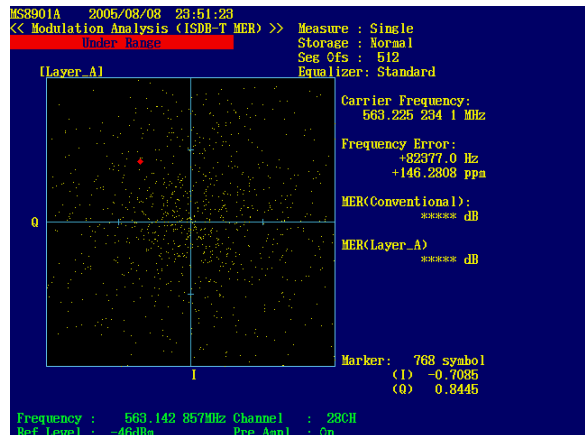 MS8901A 2005/08/08 23:51:23
<< Modulation Analysis (ISDB-T MER) >> Measure : Single
Under Range Storage : Normal
Seg Ofs : 512
[Layer_A] Equalizer: Standard
Carrier Frequency:
563.225 234 1 MHz
Frequency Error:
+82377.0 Hz
+146.2808 ppm
MER(Conventional):
***** dB
Q
MER(Layer_A)
***** dB
Marker: 768 symbol
(I) -0.7085
(Q) 0.8445
I
Frequency : 563.142 857MHz Channel : 28CH
Ref Level : -46dBm Pre Ampl : On